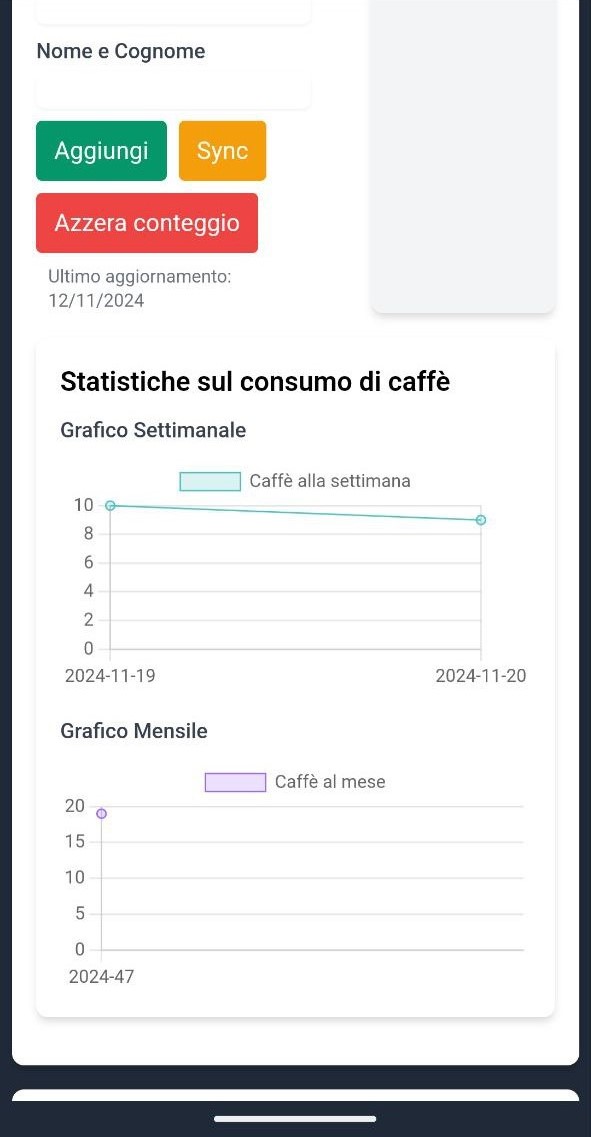 Nome e Cognome
Aggiungi
Sync
Azzera conteggio
Ultimo aggiornamento:
12/11/2024
Statistiche sul consumo di caffè
Grafico Settimanale
Caffè alla settimana
10
8
6
4
2
0
2024-11-19
2024-11-20
Grafico Mensile
Caffè al mese
20
15
10
5
0
2024-47